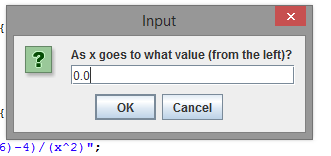 Input
{
As x goes to what value (from the left)?
0.0
OK Cancel
{
6)-4)/(x^2)";